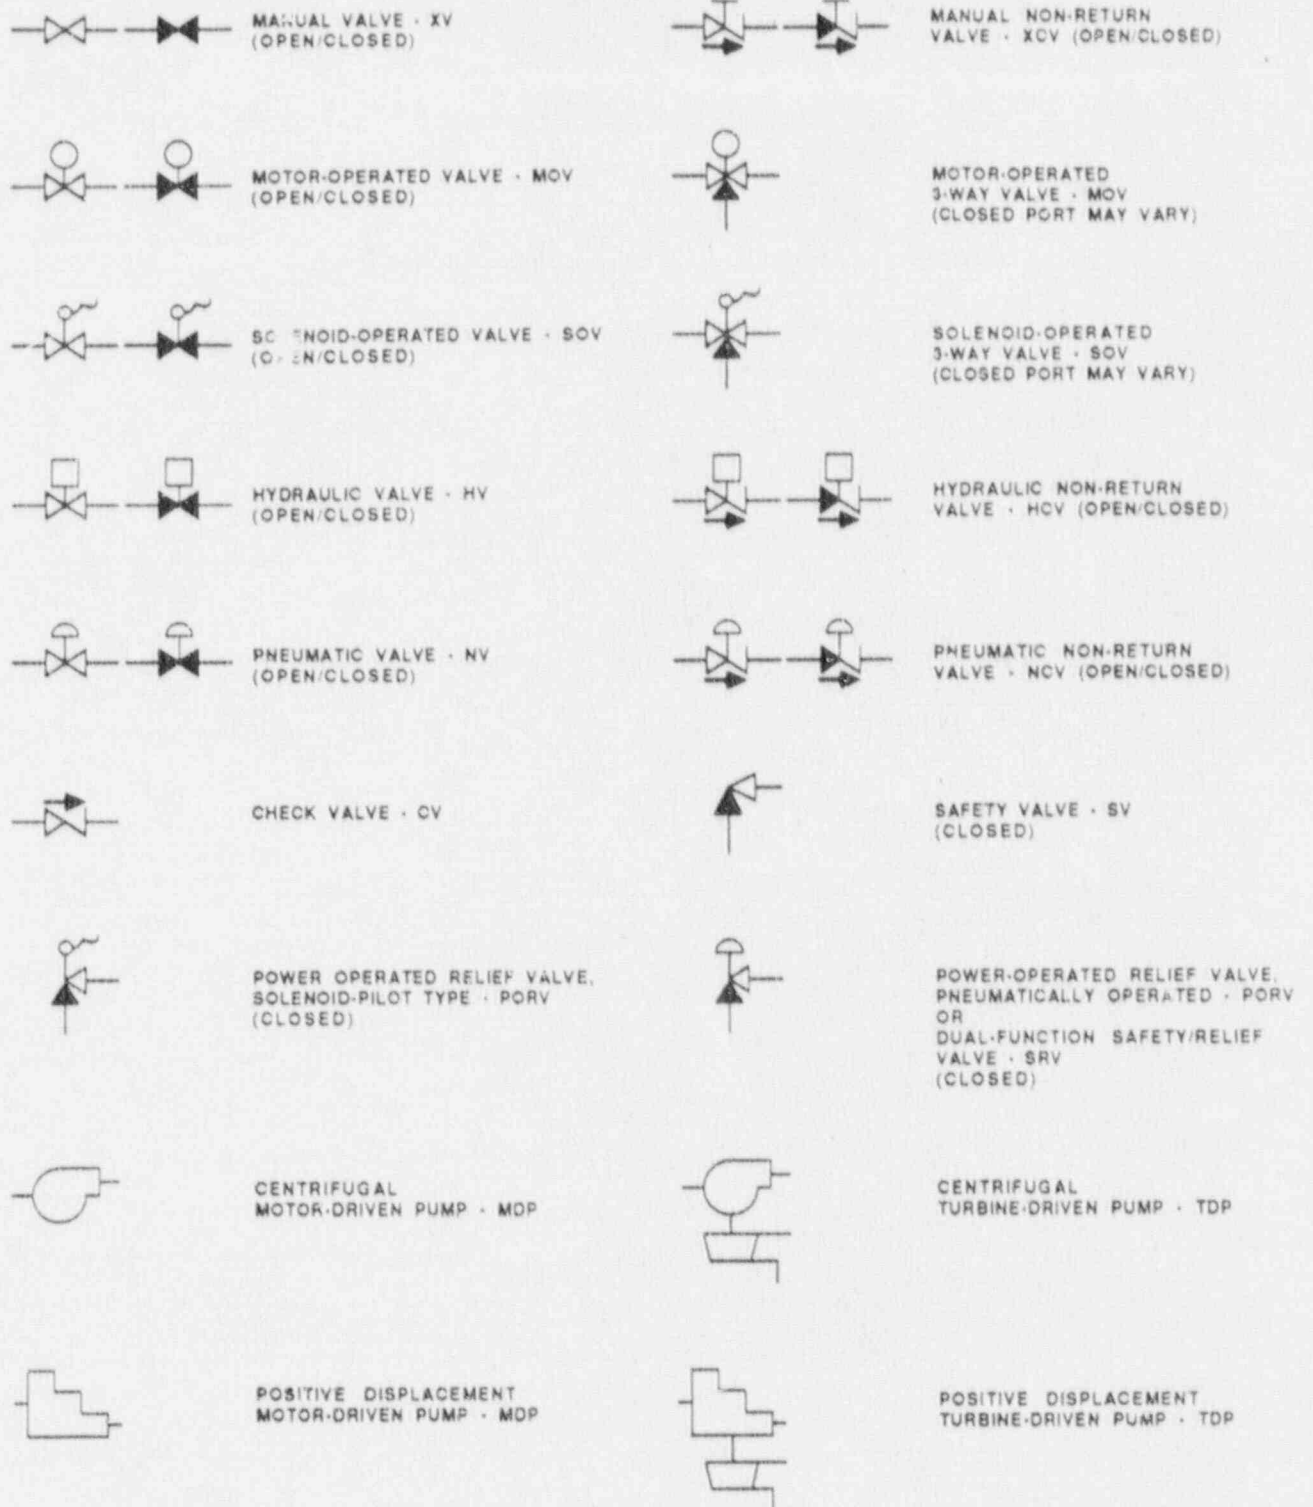 MANUAL VALVE - XV
(OPEN/CLOSED)
MANUAL NON-RETURN
VALVE - XCV (OPEN/CLOSED)
MOTOR-OPERATED VALVE - MOV
(OPEN/CLOSED)
MOTOR-OPERATED
3-WAY VALVE - MOV
(CLOSED PORT MAY VARY)
SOLENOID-OPERATED VALVE - SOV
(OPEN/CLOSED)
SOLENOID-OPERATED
3-WAY VALVE - SOV
(CLOSED PORT MAY VARY)
HYDRAULIC VALVE - HV
(OPEN/CLOSED)
HYDRAULIC NON-RETURN
VALVE - HCV (OPEN/CLOSED)
PNEUMATIC VALVE - NV
(OPEN/CLOSED)
PNEUMATIC NON-RETURN
VALVE - NCV (OPEN/CLOSED)
CHECK VALVE - CV
SAFETY VALVE - SV
(CLOSED)
POWER OPERATED RELIEF VALVE,
SOLENOID-PILOT TYPE - PORV
(CLOSED)
POWER-OPERATED RELIEF VALVE,
PNEUMATICALLY OPERATED - PORV
OR
DUAL-FUNCTION SAFETY/RELIEF
VALVE - SRV
(CLOSED)
CENTRIFUGAL
MOTOR-DRIVEN PUMP - MDP
CENTRIFUGAL
TURBINE-DRIVEN PUMP - TDP
POSITIVE DISPLACEMENT
MOTOR-DRIVEN PUMP - MDP
POSITIVE DISPLACEMENT
TURBINE-DRIVEN PUMP - TDP